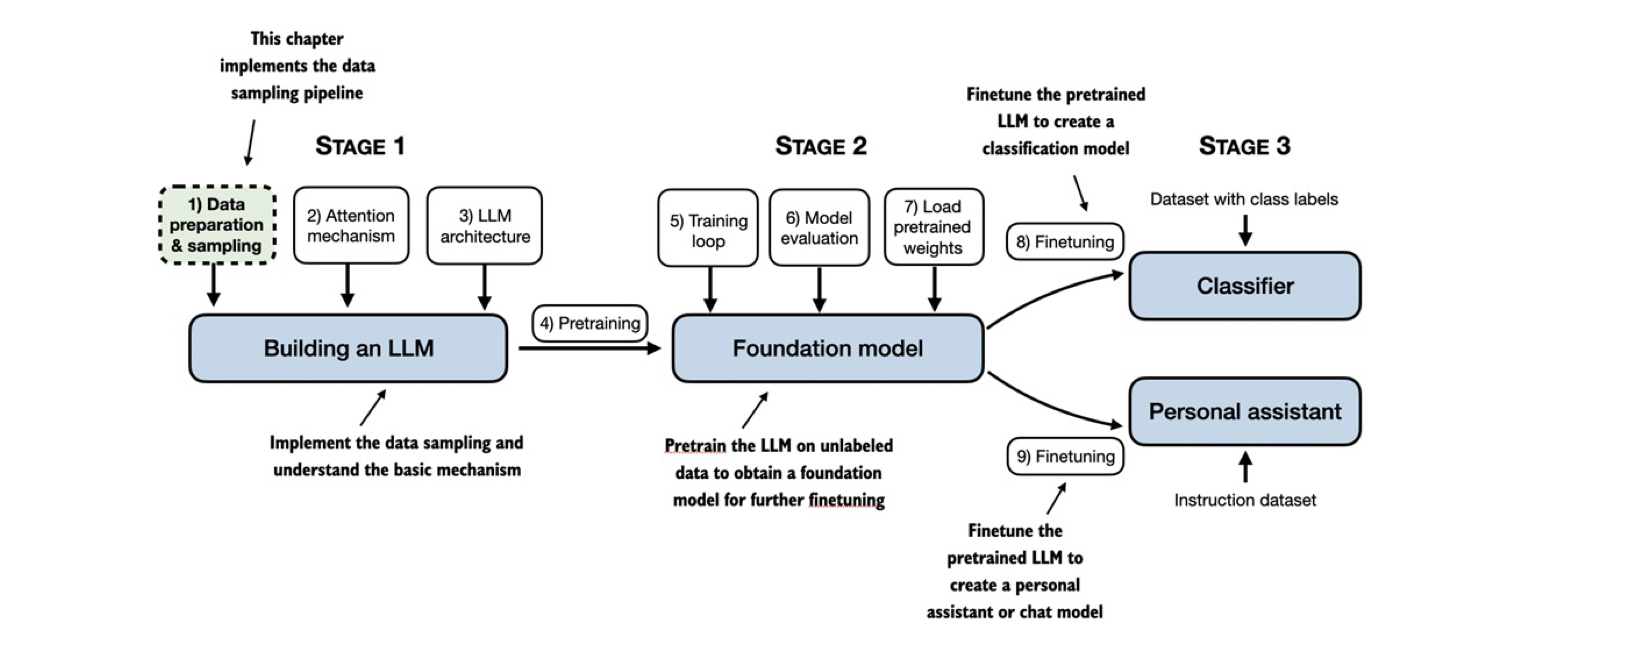 This chapter
implements the data
sampling pipeline
STAGE 1
1) Data
preparation
& sampling
2) Attention
mechanism
3) LLM
architecture
Building an LLM
Implement the data sampling and
understand the basic mechanism
4) Pretraining
STAGE 2
5) Training
loop
6) Model
evaluation
7) Load
pretrained
weights
Foundation model
Pretrain the LLM on unlabeled
data to obtain a foundation
model for further finetuning
Finetune the pretrained
LLM to create a
classification model
STAGE 3
8) Finetuning
Dataset with class labels
Classifier
Personal assistant
9) Finetuning
Instruction dataset
Finetune the
pretrained LLM to
create a personal
assistant or chat model